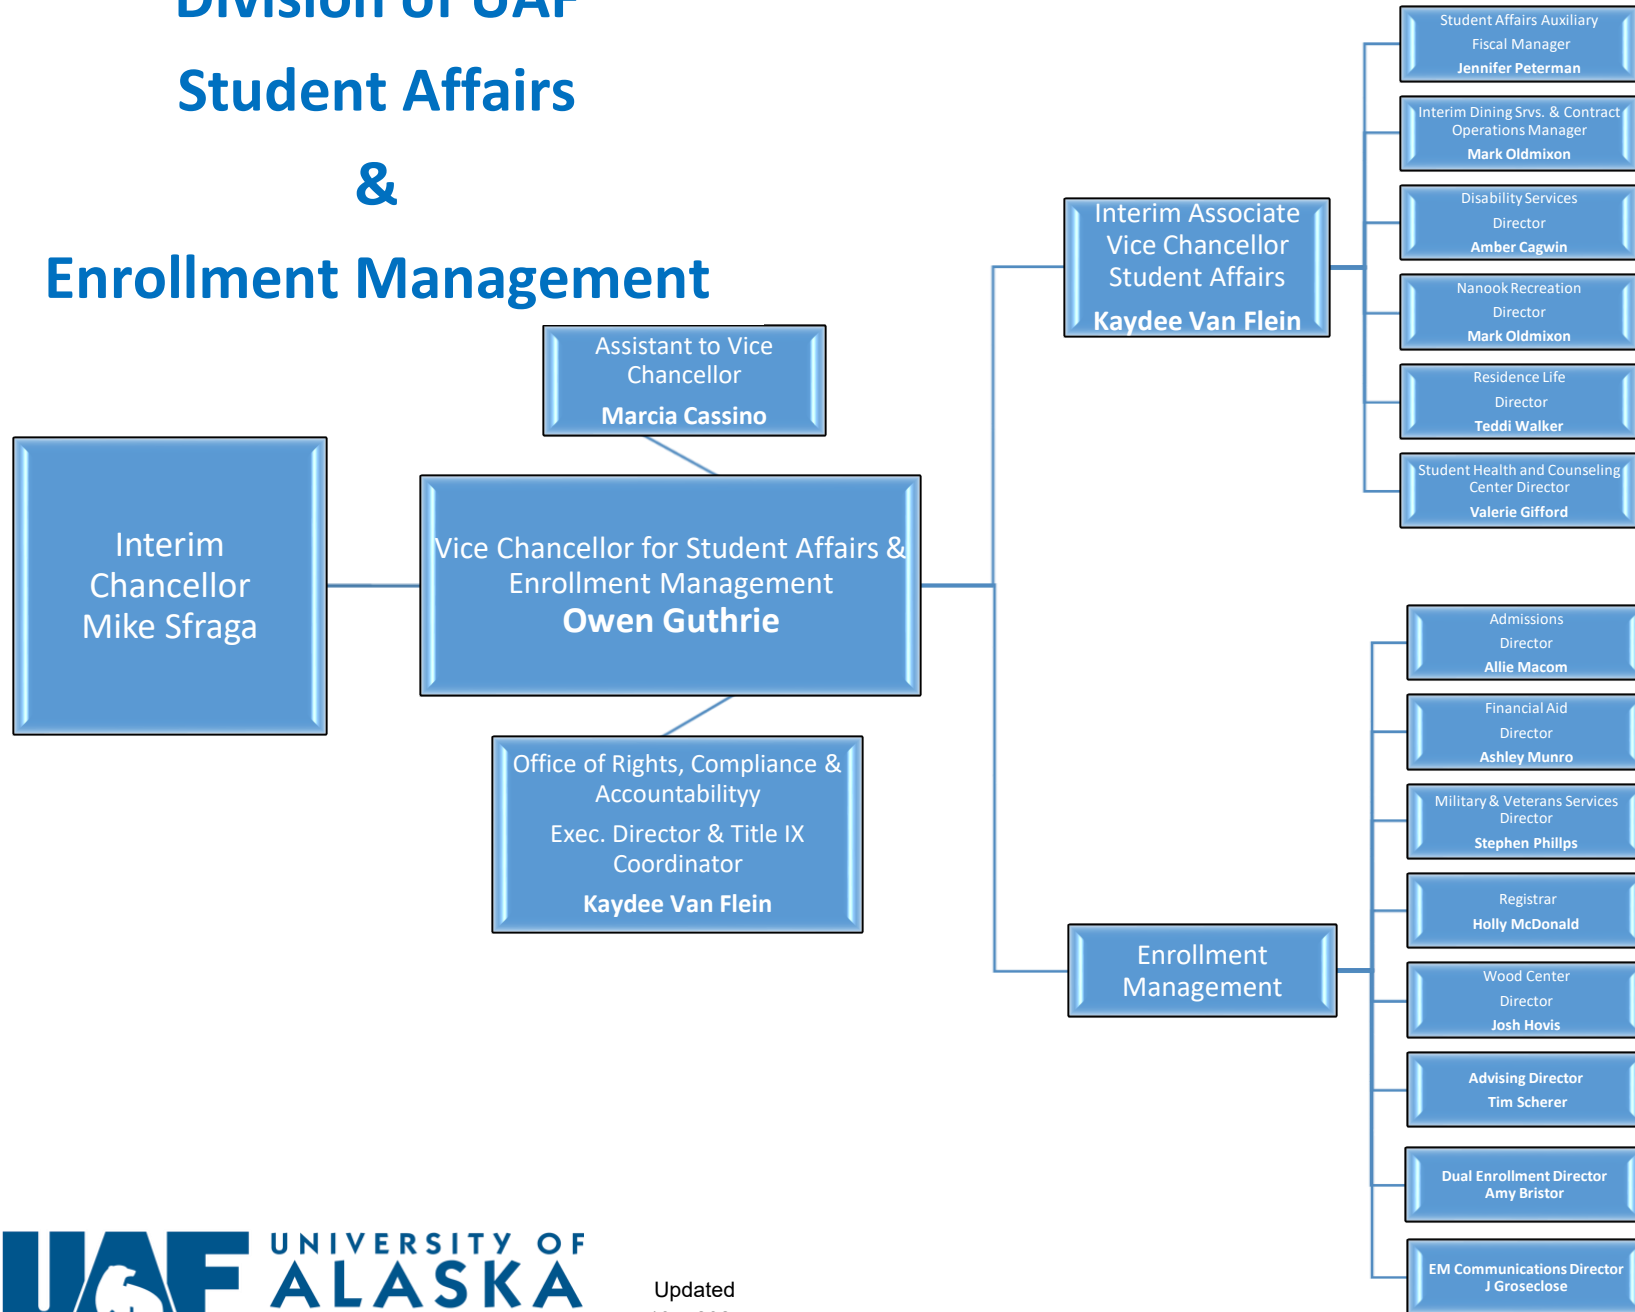 Division of UAF
Student Affairs
&
Enrollment Management
Assistant to Vice
Chancellor
Marcia Cassino
Interim
Chancellor
Mike Sfraga
Vice Chancellor for Student Affairs &
Enrollment Management
Owen Guthrie
Office of Rights, Compliance &
Accountabilityy
Exec. Director & Title IX
Coordinator
Kaydee Van Flein
Interim Associate
Vice Chancellor
Student Affairs
Kaydee Van Flein
Student Affairs Auxiliary
Fiscal Manager
Jennifer Peterman
Interim Dining Srvs. & Contract
Operations Manager
Mark Oldmixon
Disability Services
Director
Amber Cagwin
Nanook Recreation
Director
Mark Oldmixon
Residence Life
Director
Teddi Walker
Student Health and Counseling
Center Director
Valerie Gifford
Enrollment
Management
Admissions
Director
Allie Macom
Financial Aid
Director
Ashley Munro
Military & Veterans Services
Director
Stephen Phillps
Registrar
Holly McDonald
Wood Center
Director
Josh Hovis
Advising Director
Tim Scherer
Dual Enrollment Director
Amy Bristor
EM Communications Director
J Groseclose
UAF
UNIVERSITY OF
ALASKA
Updated